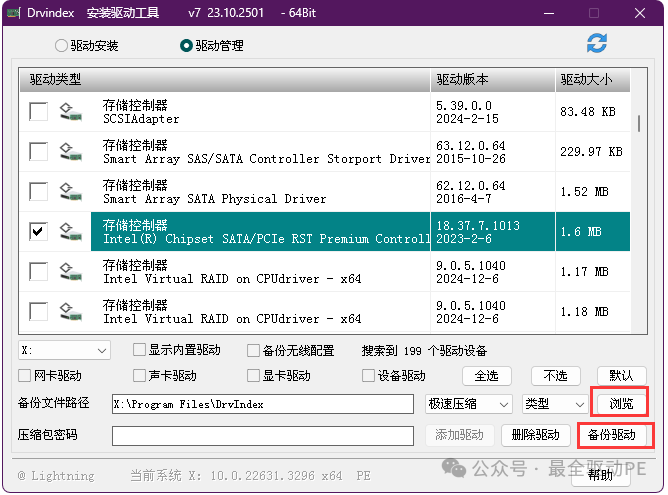 Drvindex 安装驱动工具 v7 23.10.2501 - 64Bit
驱动安装 驱动管理
驱动类型 驱动版本 驱动大小
存储控制器 5.39.0.0 83.48 KB
SCSIAdapter 2024-2-15
存储控制器 63.12.0.64 229.97 KB
Smart Array SAS/SATA Controller Storport Driver 2015-10-26
存储控制器 62.12.0.64 1.52 MB
Smart Array SATA Physical Driver 2016-4-7
存储控制器 18.37.7.1013 1.6 MB
Intel(R) Chipset SATA/PCIe RST Premium Controll 2023-2-6
存储控制器 9.0.5.1040 1.17 MB
Intel Virtual RAID on CPUdriver - x64 2024-12-6
存储控制器 9.0.5.1040 1.18 MB
Intel Virtual RAID on CPUdriver - x64 2024-12-6
X: 显示内置驱动 备份无线配置 搜索到 199 个驱动设备
网卡驱动 声卡驱动 显卡驱动 设备驱动 全选 不选 默认
备份文件路径 X:\Program Files\DrvIndex 极速压缩 类型 浏览
压缩包密码 添加驱动 删除驱动 备份驱动
@ Lightning 当前系统 X: 10.0.22631.3296 x64 PE 帮助
公众号 · 最全驱动PE